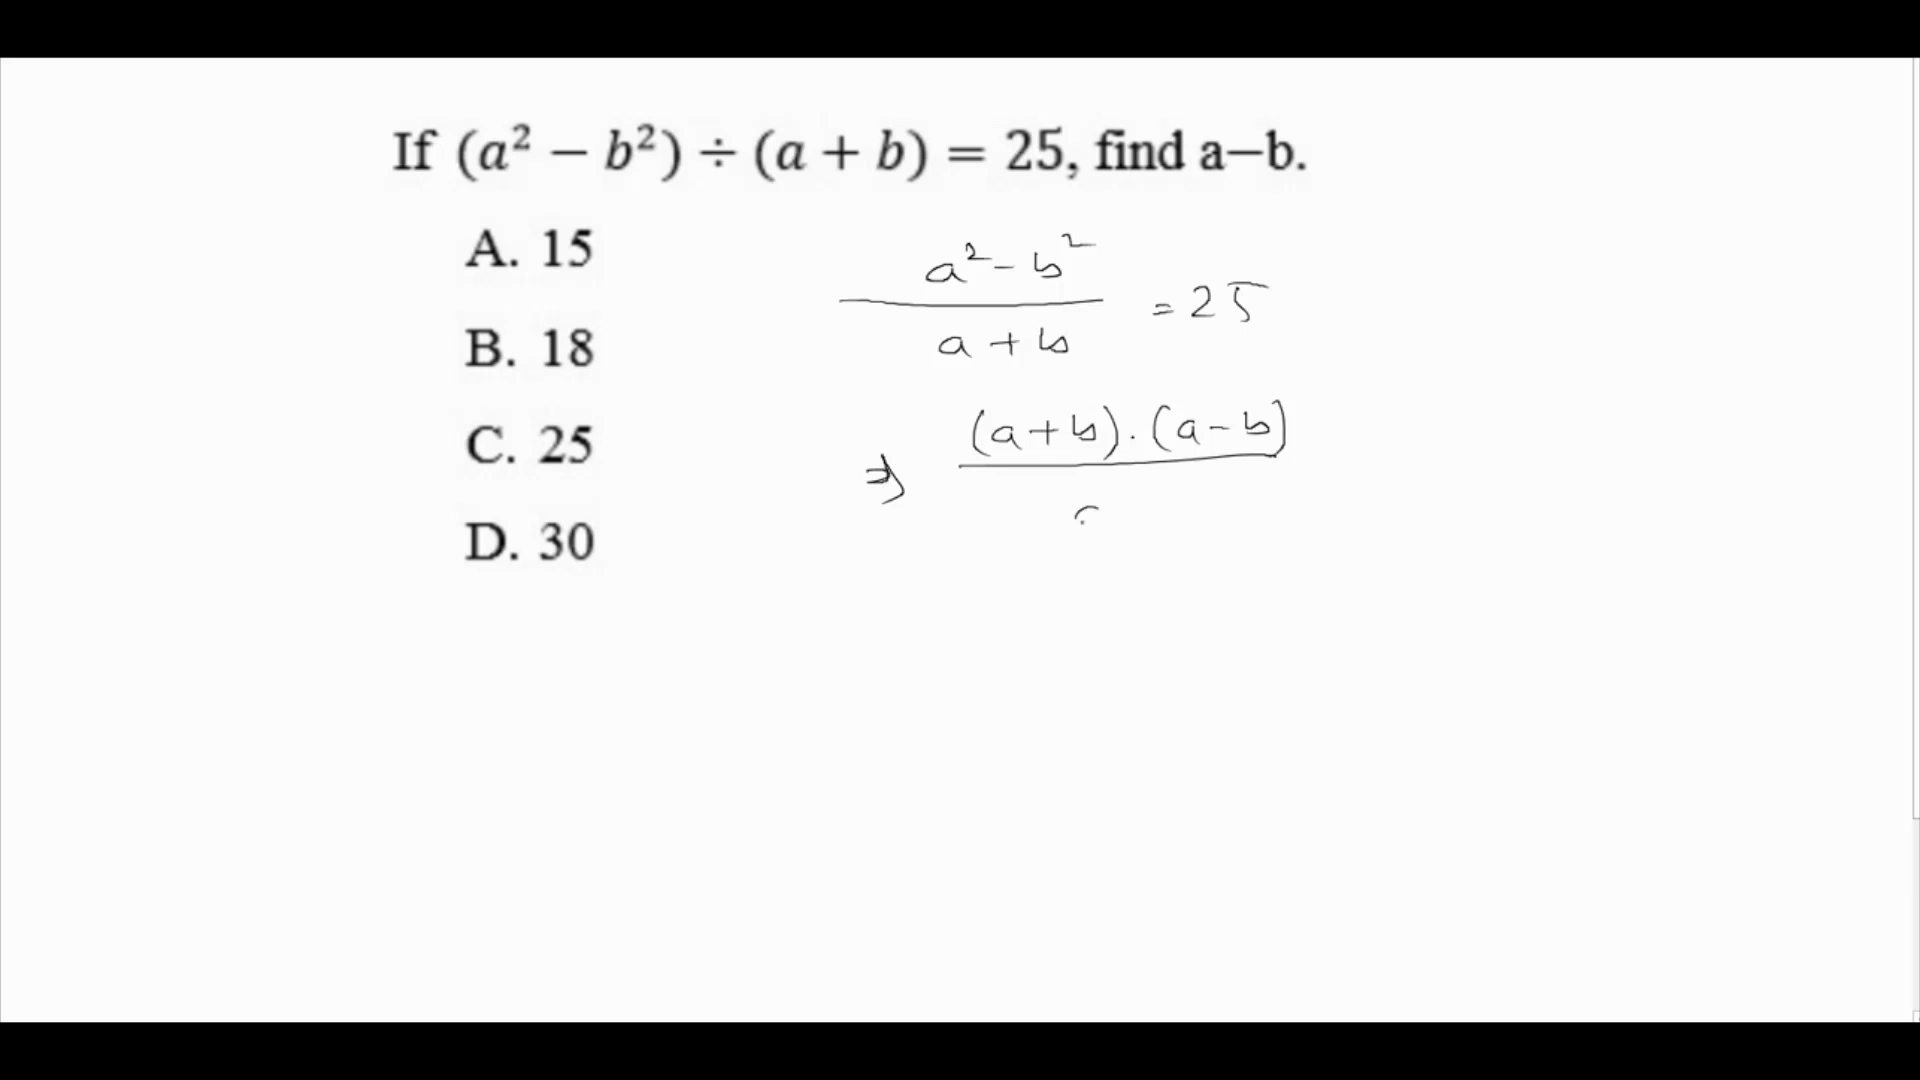 If (a² − b²) ÷ (a + b) = 25, find a−b.
A. 15
B. 18
C. 25
D. 30
a² - b²
a + b
= 25
⇒ (a+b).(a-b)